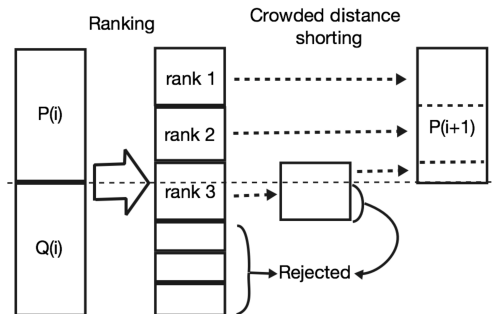 Ranking
Crowded distance
shorting
P(i)
rank 1
rank 2
P(i+1)
rank 3
Q(i)
Rejected